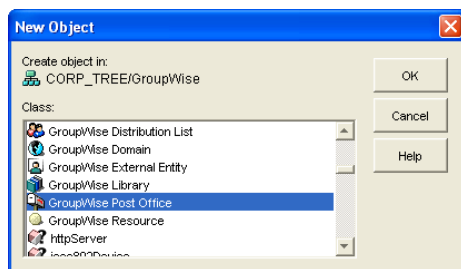 New Object
Create object in:
CORP_TREE/GroupWise
OK
Class:
Cancel
GroupWise Distribution List
GroupWise Domain
Help
GroupWise External Entity
GroupWise Library
GroupWise Post Office
GroupWise Resource
httpServer